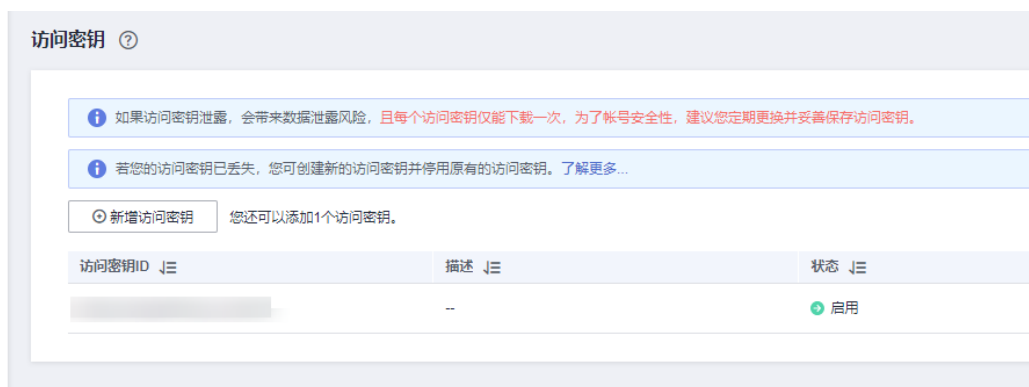 访问密钥
如果访问密钥泄露，会带来数据泄露风险，且每个访问密钥仅能下载一次，为了帐号安全性，建议您定期更换并妥善保存访问密钥。
若您的访问密钥已丢失，您可创建新的访问密钥并停用原有的访问密钥。了解更多...
新增访问密钥 您还可以添加1个访问密钥。
访问密钥ID 描述 状态
-- 启用